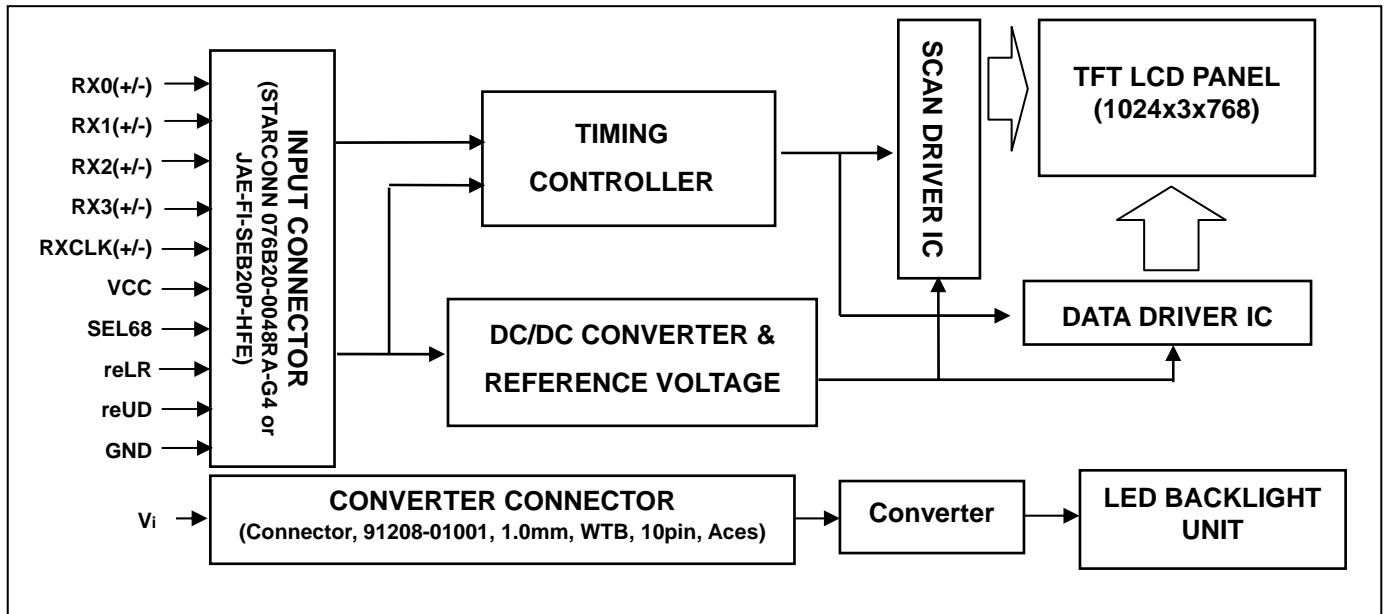 RX0(+/-)
RX1(+/-)
RX2(+/-)
RX3(+/-)
RXCLK(+/-)
VCC
SEL68
reLR
reUD
GND
INPUT CONNECTOR
(STARCONN 076B20-0048RA-G4 or
JAE-FI-SEB20P-HFE)
TIMING
CONTROLLER
DC/DC CONVERTER &
REFERENCE VOLTAGE
SCAN DRIVER IC
TFT LCD PANEL
(1024x3x768)
DATA DRIVER IC
Vi
CONVERTER CONNECTOR
(Connector, 91208-01001, 1.0mm, WTB, 10pin, Aces)
Converter
LED BACKLIGHT
UNIT